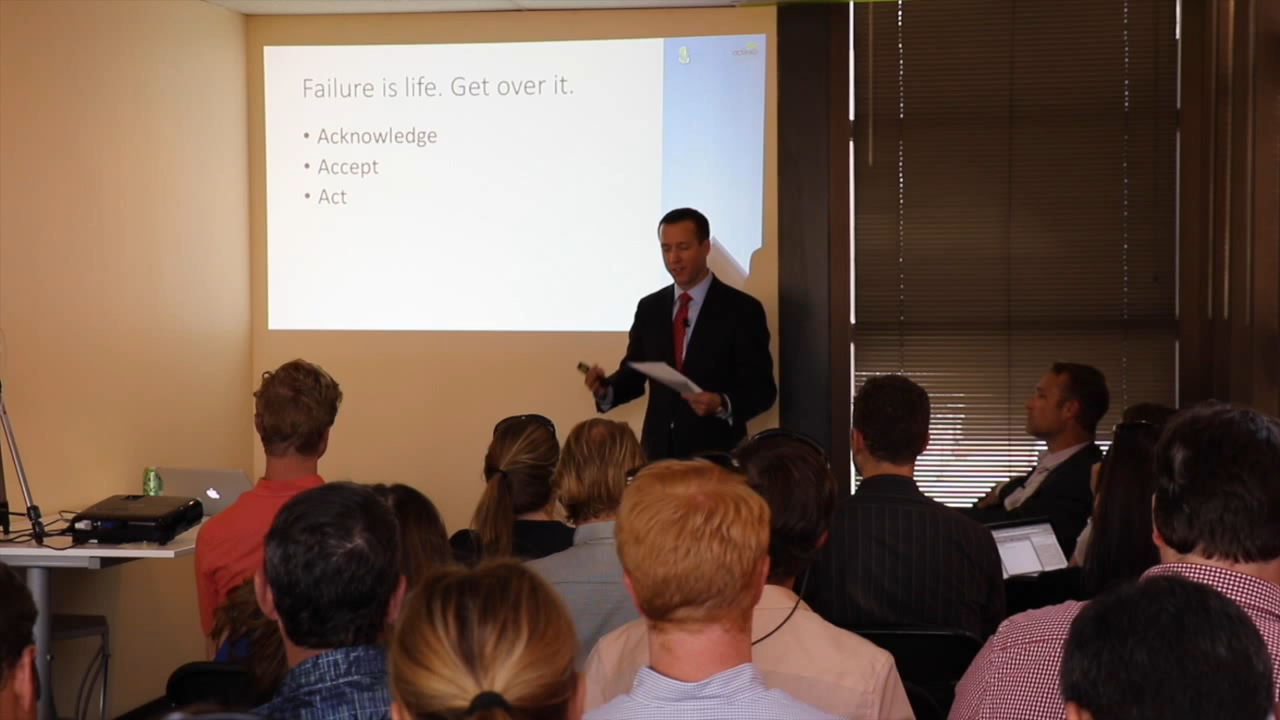 Failure is life. Get over it.
• Acknowledge
• Accept
• Act